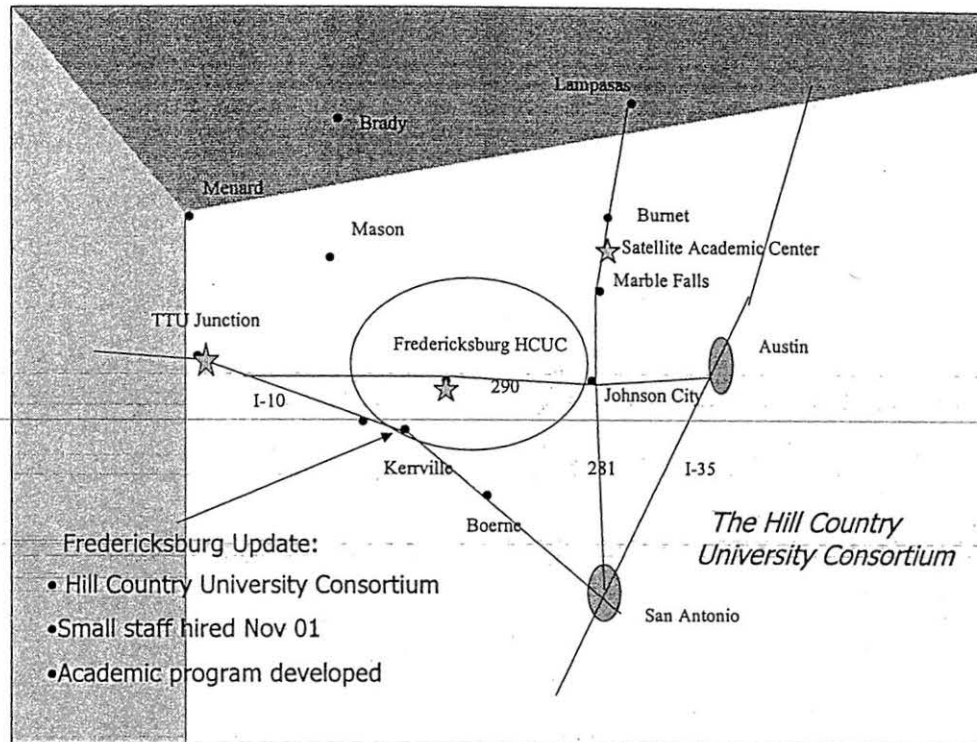 Lampasas
Brady
Menard
Burnet
Mason
Satellite Academic Center
Marble Falls
TTU Junction
Fredericksburg HCUC
Austin
290
I-10
Johnson City
Kerrville
281
I-35
Boerne
The Hill Country
University Consortium
Fredericksburg Update:
• Hill Country University Consortium
San Antonio
•Small staff hired Nov 01
•Academic program developed